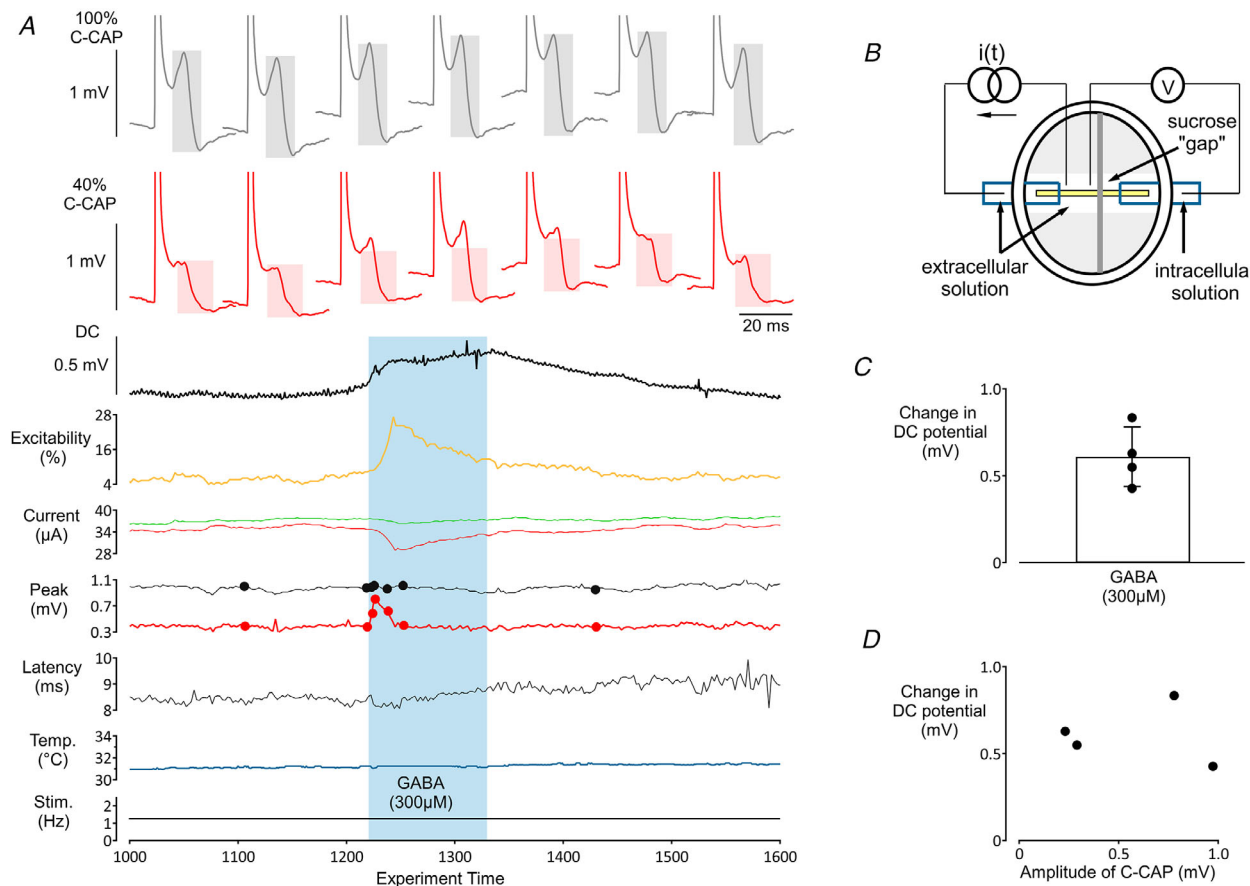 A
100%
C-CAP
1 mV
40%
C-CAP
1 mV
20 ms
DC
0.5 mV
28
Excitability
(%)
16
4
40
Current
(µA)
34
28
1.1
Peak
(mV)
0.7
0.3
10
Latency
(ms)
9
8
34
Temp.
(°C)
32
30
GABA
(300µM)
Stim.
(Hz)
2
1
0
1000 1100 1200 1300 1400 1500 1600
Experiment Time
B
i(t)
V
sucrose
"gap"
extracellular
solution
intracellula
solution
C
1.0
Change in
DC potential
(mV)
0.5
0
GABA
(300µM)
D
1.0
Change in
DC potential
(mV)
0.5
0
0 0.5 1.0
Amplitude of C-CAP (mV)